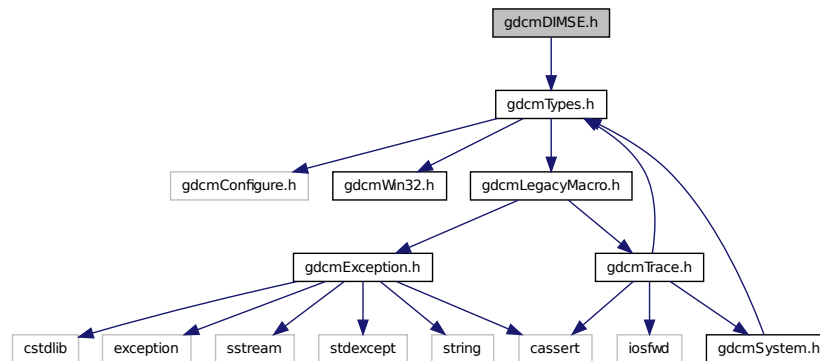 gdcmDIMSE.h
gdcmTypes.h
gdcmConfigure.h
gdcmWin32.h
gdcmLegacyMacro.h
gdcmException.h
gdcmTrace.h
cstdlib
exception
sstream
stdexcept
string
cassert
iosfwd
gdcmSystem.h